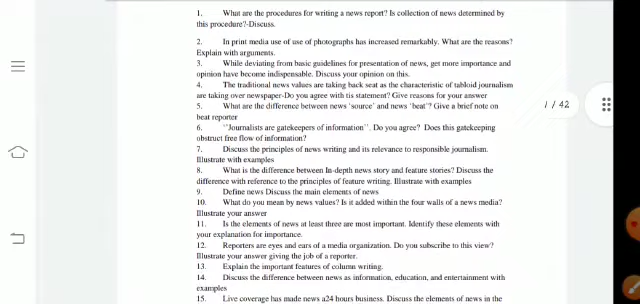 1. What are the procedures for writing a news report? Is collection of news determined by
this procedure?-Discuss.
2. In print media use of use of photographs has increased remarkably. What are the reasons?
Explain with arguments.
3. While deviating from basic guidelines for presentation of news, get more importance and
opinion have become indispensable. Discuss your opinion on this.
4. The traditional news values are taking back seat as the characteristic of tabloid journalism
are taking over newspaper-Do you agree with tis statement? Give reasons for your answer
5. What are the difference between news 'source' and news 'beat'? Give a brief note on
beat reporter
6. ''Journalists are gatekeepers of information''. Do you agree? Does this gatekeeping
obstruct free flow of information?
7. Discuss the principles of news writing and its relevance to responsible journalism.
Illustrate with examples
8. What is the difference between In-depth news story and feature stories? Discuss the
difference with reference to the principles of feature writing. Illustrate with examples
9. Define news Discuss the main elements of news
10. What do you mean by news values? Is it added within the four walls of a news media?
Illustrate your answer
11. Is the elements of news at least three are most important. Identify these elements with
your explanation for importance.
12. Reporters are eyes and ears of a media organization. Do you subscribe to this view?
Illustrate your answer giving the job of a reporter.
13. Explain the important features of column writing.
14. Discuss the difference between news as information, education, and entertainment with
examples
15. Live coverage has made news a24 hours business. Discuss the elements of news in the
1 / 42